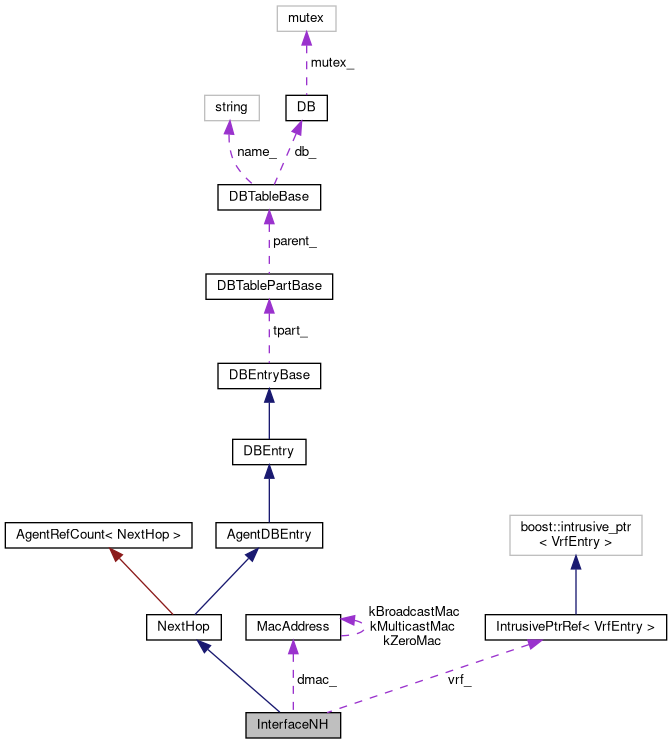 mutex
mutex_
string
DB
name_
db_
DBTableBase
parent_
DBTablePartBase
tpart_
DBEntryBase
DBEntry
AgentRefCount< NextHop >
AgentDBEntry
boost::intrusive_ptr
< VrfEntry >
NextHop
MacAddress
kBroadcastMac
kMulticastMac
kZeroMac
IntrusivePtrRef< VrfEntry >
dmac_
vrf_
InterfaceNH